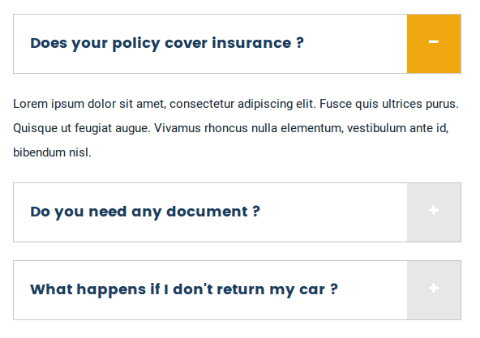 Does your policy cover insurance ?
–
Lorem ipsum dolor sit amet, consectetur adipiscing elit. Fusce quis ultrices purus.
Quisque ut feugiat augue. Vivamus rhoncus nulla elementum, vestibulum ante id,
bibendum nisl.
Do you need any document ?
+
What happens if I don't return my car ?
+